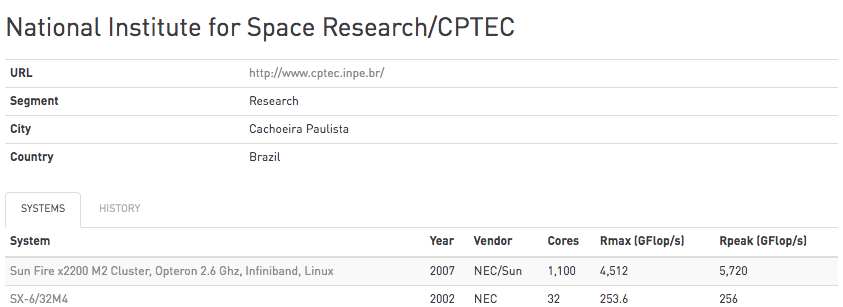 National Institute for Space Research/CPTEC
URL http://www.cptec.inpe.br/
Segment Research
City Cachoeira Paulista
Country Brazil
SYSTEMS HISTORY
System Year Vendor Cores Rmax (GFlop/s) Rpeak (GFlop/s)
Sun Fire x2200 M2 Cluster, Opteron 2.6 Ghz, Infiniband, Linux 2007 NEC/Sun 1,100 4,512 5,720
SX-6/32M4 2002 NEC 32 253.6 256